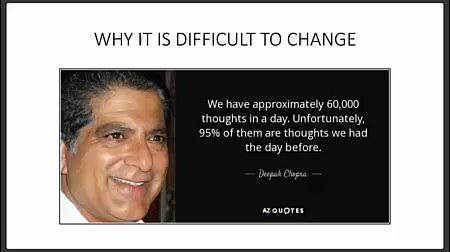 WHY IT IS DIFFICULT TO CHANGE
We have approximately 60,000
thoughts in a day. Unfortunately,
95% of them are thoughts we had
the day before.
— Deepak Chopra —
AZ QUOTES